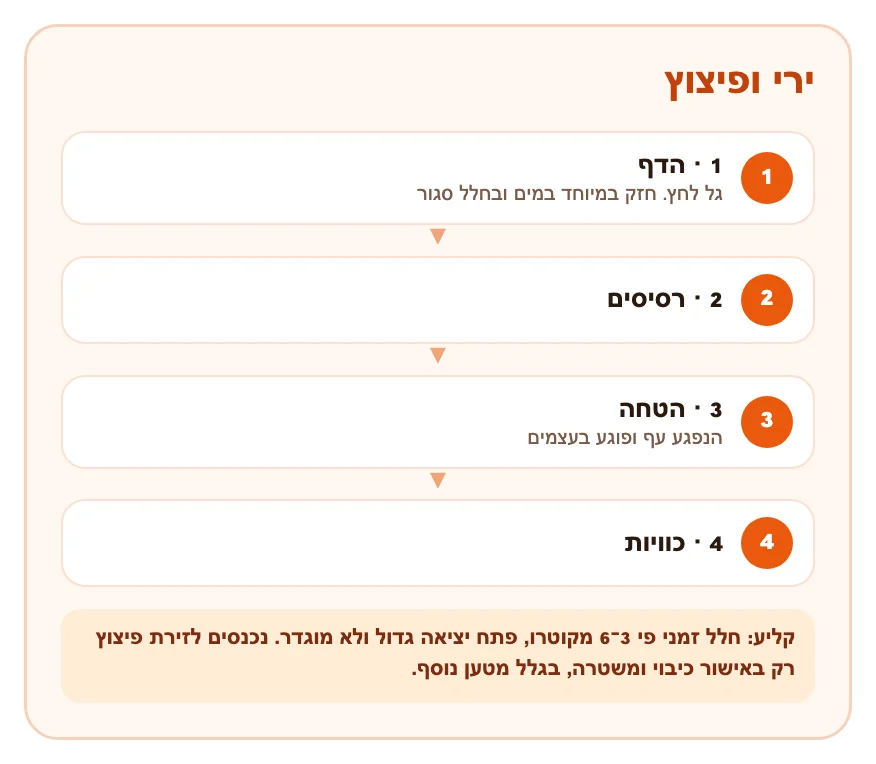 ירי ופיצוץ
1
1 · הדף
גל לחץ. חזק במיוחד במים ובחלל סגור
▼
2
2 · רסיסים
▼
3
3 · הטחה
הנפגע עף ופוגע בעצמים
▼
4
4 · כוויות
קליע: חלל זמני פי 3־6 מקוטרו, פתח יציאה גדול ולא מוגדר. נכנסים לזירת פיצוץ
רק באישור כיבוי ומשטרה, בגלל מטען נוסף.